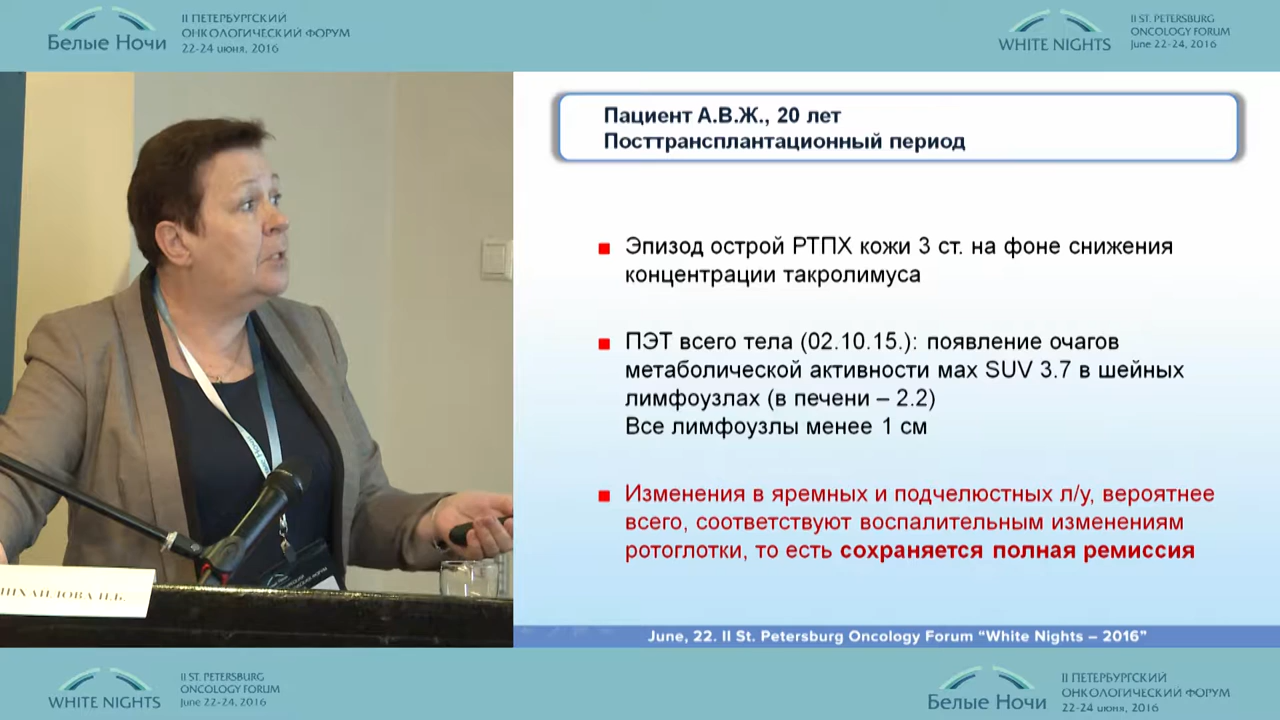 Белые Ночи
II ПЕТЕРБУРГСКИЙ
ОНКОЛОГИЧЕСКИЙ ФОРУМ
22-24 июня, 2016
WHITE NIGHTS
II ST. PETERSBURG
ONCOLOGY FORUM
June 22-24, 2016
Пациент А.В.Ж., 20 лет
Посттрансплантационный период
Эпизод острой РТПХ кожи 3 ст. на фоне снижения
концентрации такролимуса
ПЭТ всего тела (02.10.15.): появление очагов
метаболической активности мах SUV 3.7 в шейных
лимфоузлах (в печени – 2.2)
Все лимфоузлы менее 1 см
Изменения в яремных и подчелюстных л/у, вероятнее
всего, соответствуют воспалительным изменениям
ротоглотки, то есть сохраняется полная ремиссия
June, 22. II St. Petersburg Oncology Forum “White Nights – 2016”
WHITE NIGHTS
II ST. PETERSBURG
ONCOLOGY FORUM
June 22-24, 2016
Белые Ночи
II ПЕТЕРБУРГСКИЙ
ОНКОЛОГИЧЕСКИЙ ФОРУМ
22-24 июня, 2016